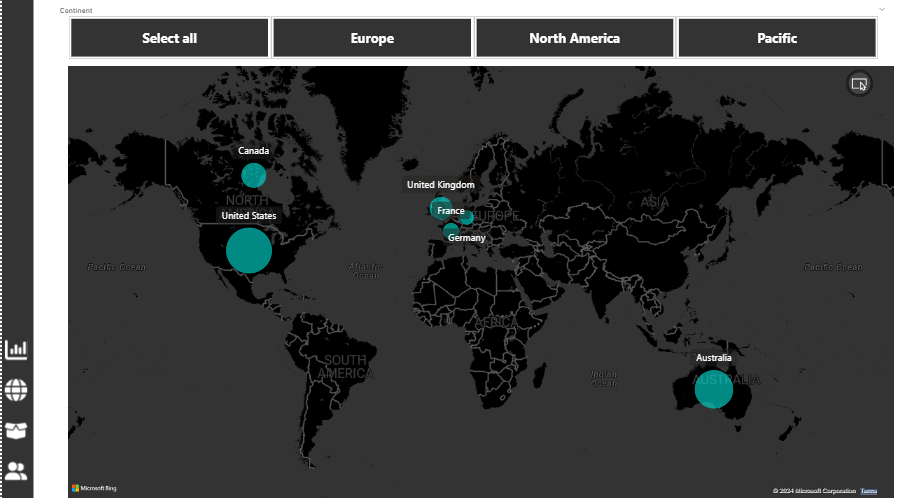 Continent
Select all Europe North America Pacific
Canada
United Kingdom
NORTH
ASIA
France
United States
EUROPE
Germany
Pacific Ocean
Atlantic
Ocean
Pacific Ocean
AFRICA
Australia
SOUTH
AMERICA
Indian
Ocean
AUSTRALIA
Microsoft Bing
© 2024 Microsoft Corporation Terms